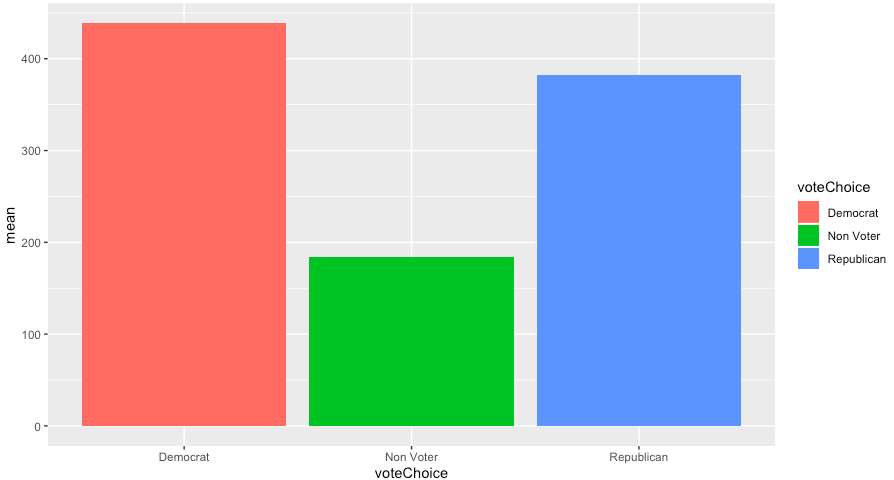 mean
400
300
200
100
0
Democrat Non Voter Republican
voteChoice
voteChoice
Democrat
Non Voter
Republican